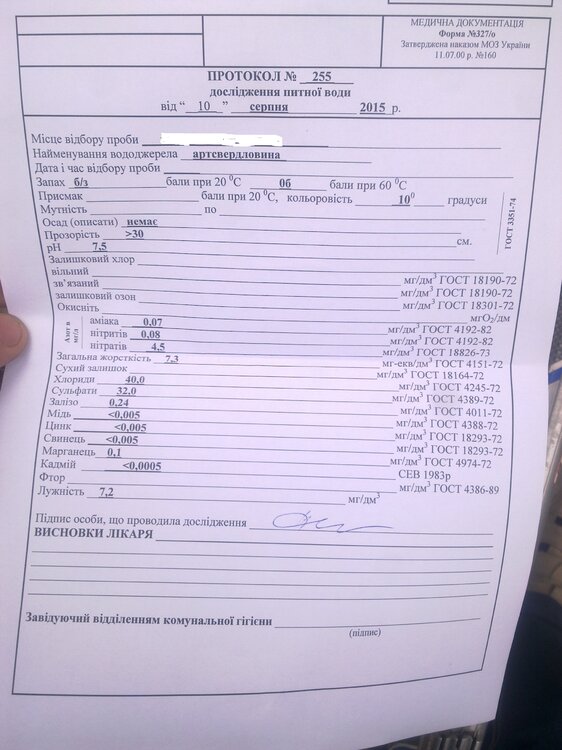 МЕДИЧНА ДОКУМЕНТАЦІЯ
Форма №327/о
Затверджена наказом МОЗ України
11.07.00 р. №160
ПРОТОКОЛ № 255
дослідження питної води
від “ 10 ” серпня 2015 р.
Місце відбору проби
Найменування вододжерела артсвердловина
Дата і час відбору проби
Запах б/з бали при 20 ⁰С 0б бали при 60 ⁰С
Присмак бали при 20 ⁰С, кольоровість 10⁰ градуси
Мутність по
Осад (описати) немає
Прозорість >30 см.
ГОСТ 3351-74
рН 7,5
Залишковий хлор
вільний мг/дм³ ГОСТ 18190-72
зв’язаний мг/дм³ ГОСТ 18190-72
залишковий озон мг/дм³ ГОСТ 18301-72
Окисніть мгО₂/дм
Азот в мг/л
аміака 0,07 мг/дм³ ГОСТ 4192-82
нітритів 0,08 мг/дм³ ГОСТ 4192-82
нітратів 4,5 мг/дм³ ГОСТ 18826-73
Загальна жорсткість 7,3 мг-екв/дм³ ГОСТ 4151-72
Сухий залишок мг/дм³ ГОСТ 18164-72
Хлориди 40,0 мг/дм³ ГОСТ 4245-72
Сульфати 32,0 мг/дм³ ГОСТ 4389-72
Залізо 0,24 мг/дм³ ГОСТ 4011-72
Мідь <0,005 мг/дм³ ГОСТ 4388-72
Цинк <0,005 мг/дм³ ГОСТ 18293-72
Свинець <0,005 мг/дм³ ГОСТ 18293-72
Марганець 0,1 мг/дм³ ГОСТ 4974-72
Кадмій <0,0005 СЕВ 1983р
Фтор мг/дм³ ГОСТ 4386-89
Лужність 7,2 мг/дм³
Підпис особи, що проводила дослідження
ВИСНОВКИ ЛІКАРЯ
Завідуючий відділенням комунальної гігієни
(підпис)